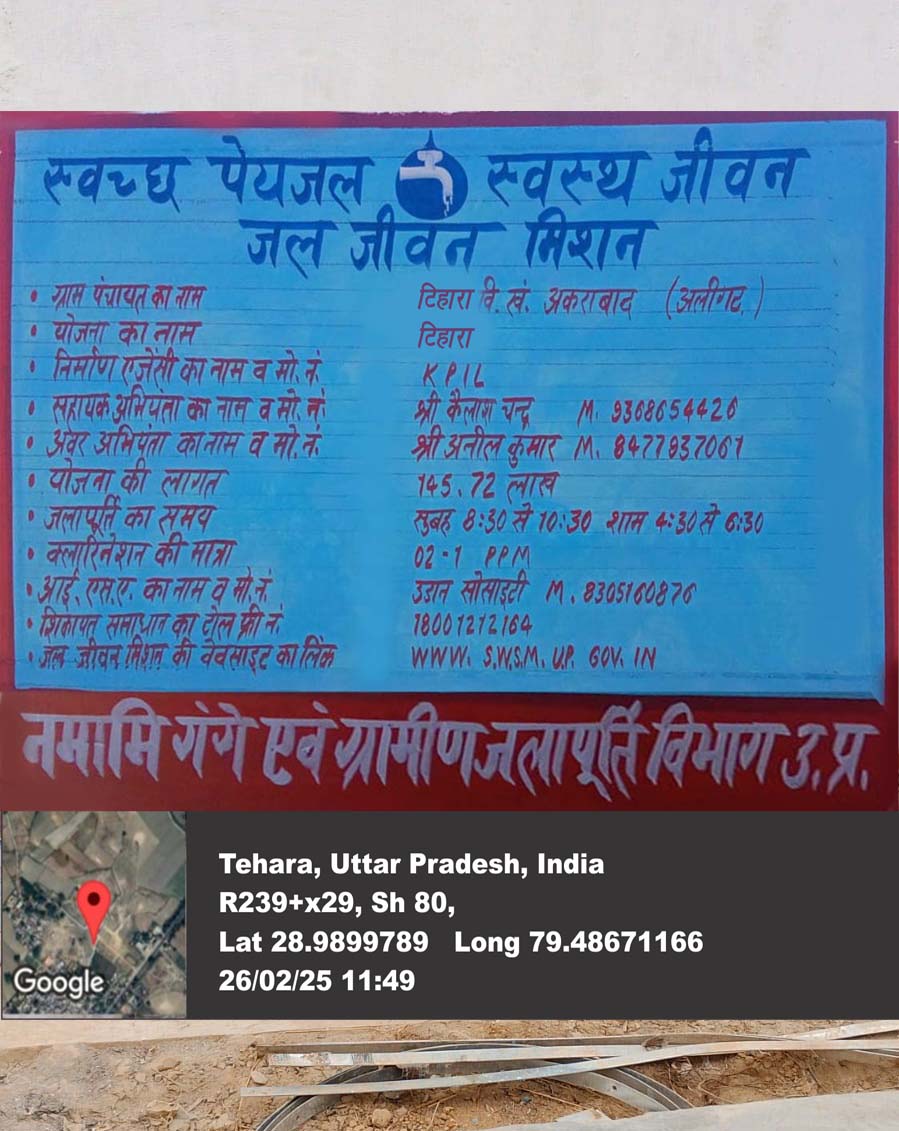 स्वच्छ पेयजल स्वस्थ जीवन
जल जीवन मिशन
• ग्राम पंचायत का नाम टिहारा वि. खं. अकराबाद (अलीगढ़)
• योजना का नाम टिहारा
• निर्माण एजेंसी का नाम व मो. नं. KPIL
• सहायक अभियंता का नाम व मो. नं. श्री कैलाश चन्द्र M. 9368654426
• अवर अभियंता का नाम व मो. नं. श्री अनील कुमार M. 8477837061
• योजना की लागत 145.72 लाख
• जलापूर्ति का समय सुबह 8:30 से 10:30 शाम 4:30 से 6:30
• क्लारिनेशन की मात्रा 02-1 PPM
• आई. एस. ए. का नाम व मो. नं. उडान सोसाइटी M. 8305160876
• शिकायत समाधान का टोल फ्री नं. 18001212164
• जल जीवन मिशन की वेबसाइट का लिंक WWW. S.W.S.M. U.P. GOV. IN
नमामि गंगे एवं ग्रामीण जलापूर्ति विभाग उ. प्र.
Tehara, Uttar Pradesh, India
R239+x29, Sh 80,
Lat 28.9899789 Long 79.48671166
26/02/25 11:49
Google